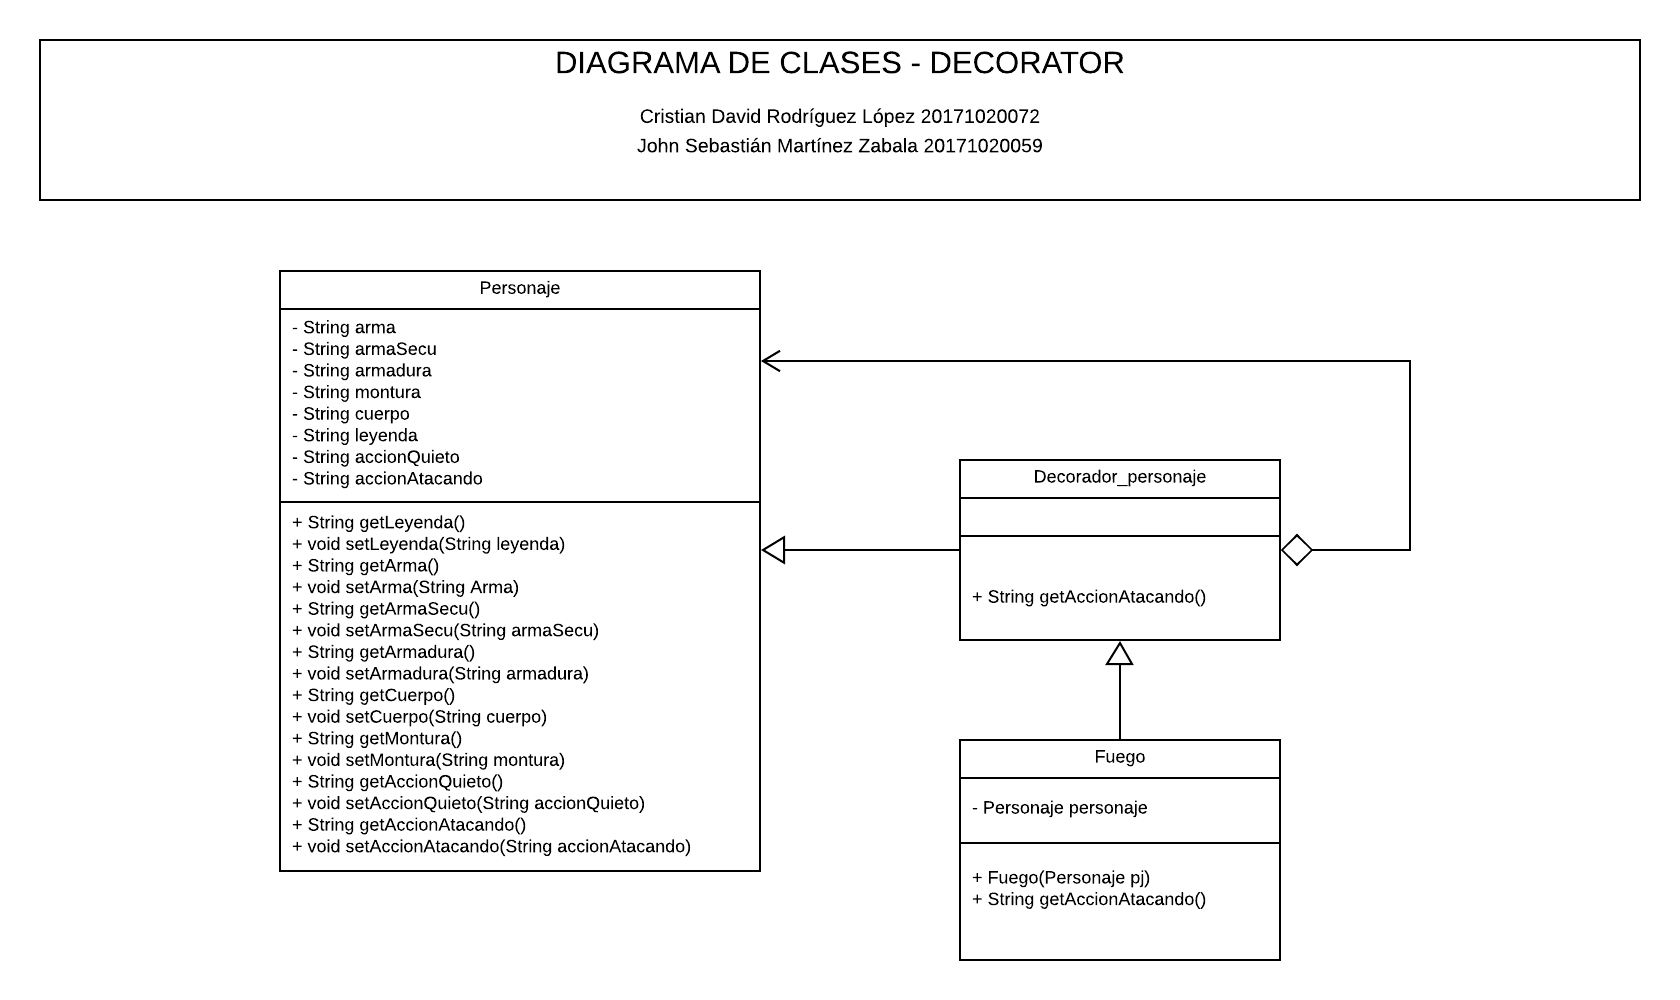 DIAGRAMA DE CLASES - DECORATOR
Cristian David Rodríguez López 20171020072
John Sebastián Martínez Zabala 20171020059
Personaje
- String arma
- String armaSecu
- String armadura
- String montura
- String cuerpo
- String leyenda
- String accionQuieto
- String accionAtacando
+ String getLeyenda()
+ void setLeyenda(String leyenda)
+ String getArma()
+ void setArma(String Arma)
+ String getArmaSecu()
+ void setArmaSecu(String armaSecu)
+ String getArmadura()
+ void setArmadura(String armadura)
+ String getCuerpo()
+ void setCuerpo(String cuerpo)
+ String getMontura()
+ void setMontura(String montura)
+ String getAccionQuieto()
+ void setAccionQuieto(String accionQuieto)
+ String getAccionAtacando()
+ void setAccionAtacando(String accionAtacando)
Decorador_personaje
+ String getAccionAtacando()
Fuego
- Personaje personaje
+ Fuego(Personaje pj)
+ String getAccionAtacando()